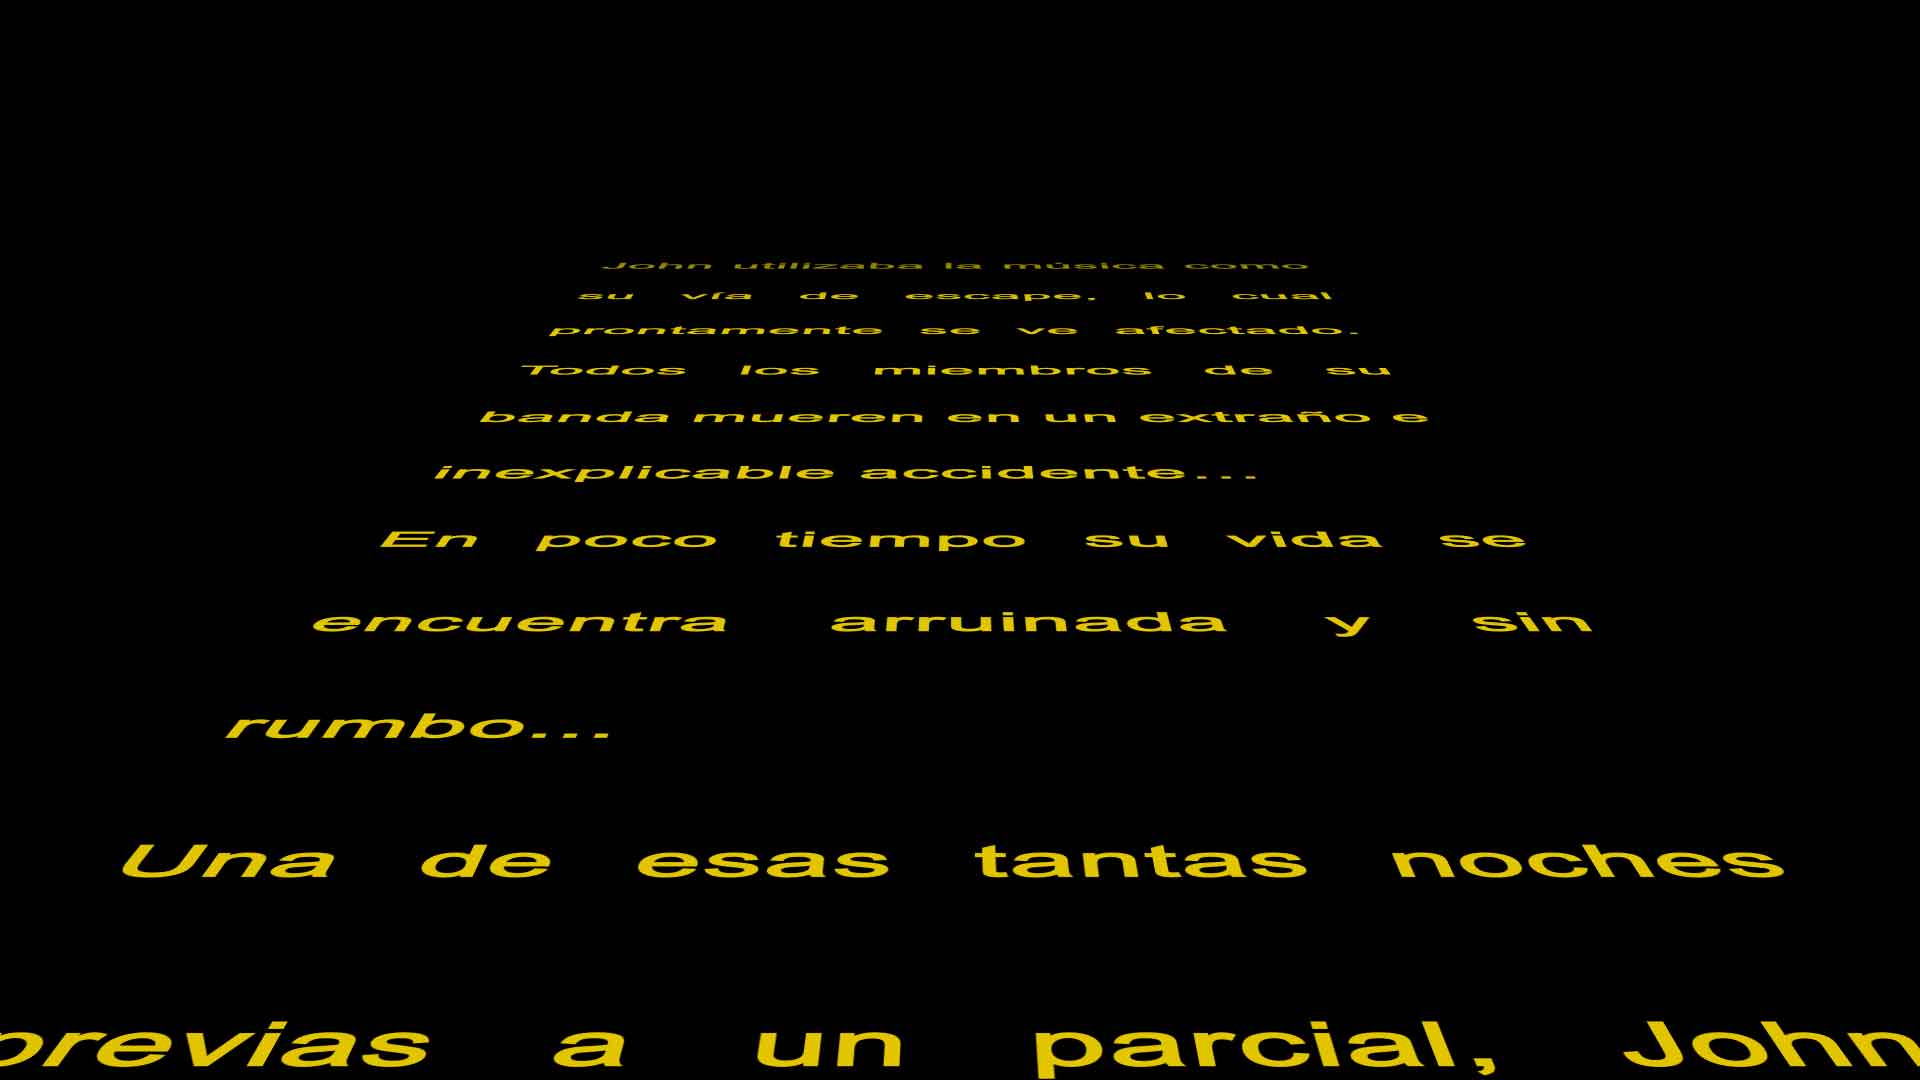 John utilizaba la música como
su vía de escape, lo cual
prontamente se ve afectado.
Todos los miembros de su
banda mueren en un extraño e
inexplicable accidente...
En poco tiempo su vida se
encuentra arruinada y sin
rumbo...
Una de esas tantas noches
previas a un parcial, John